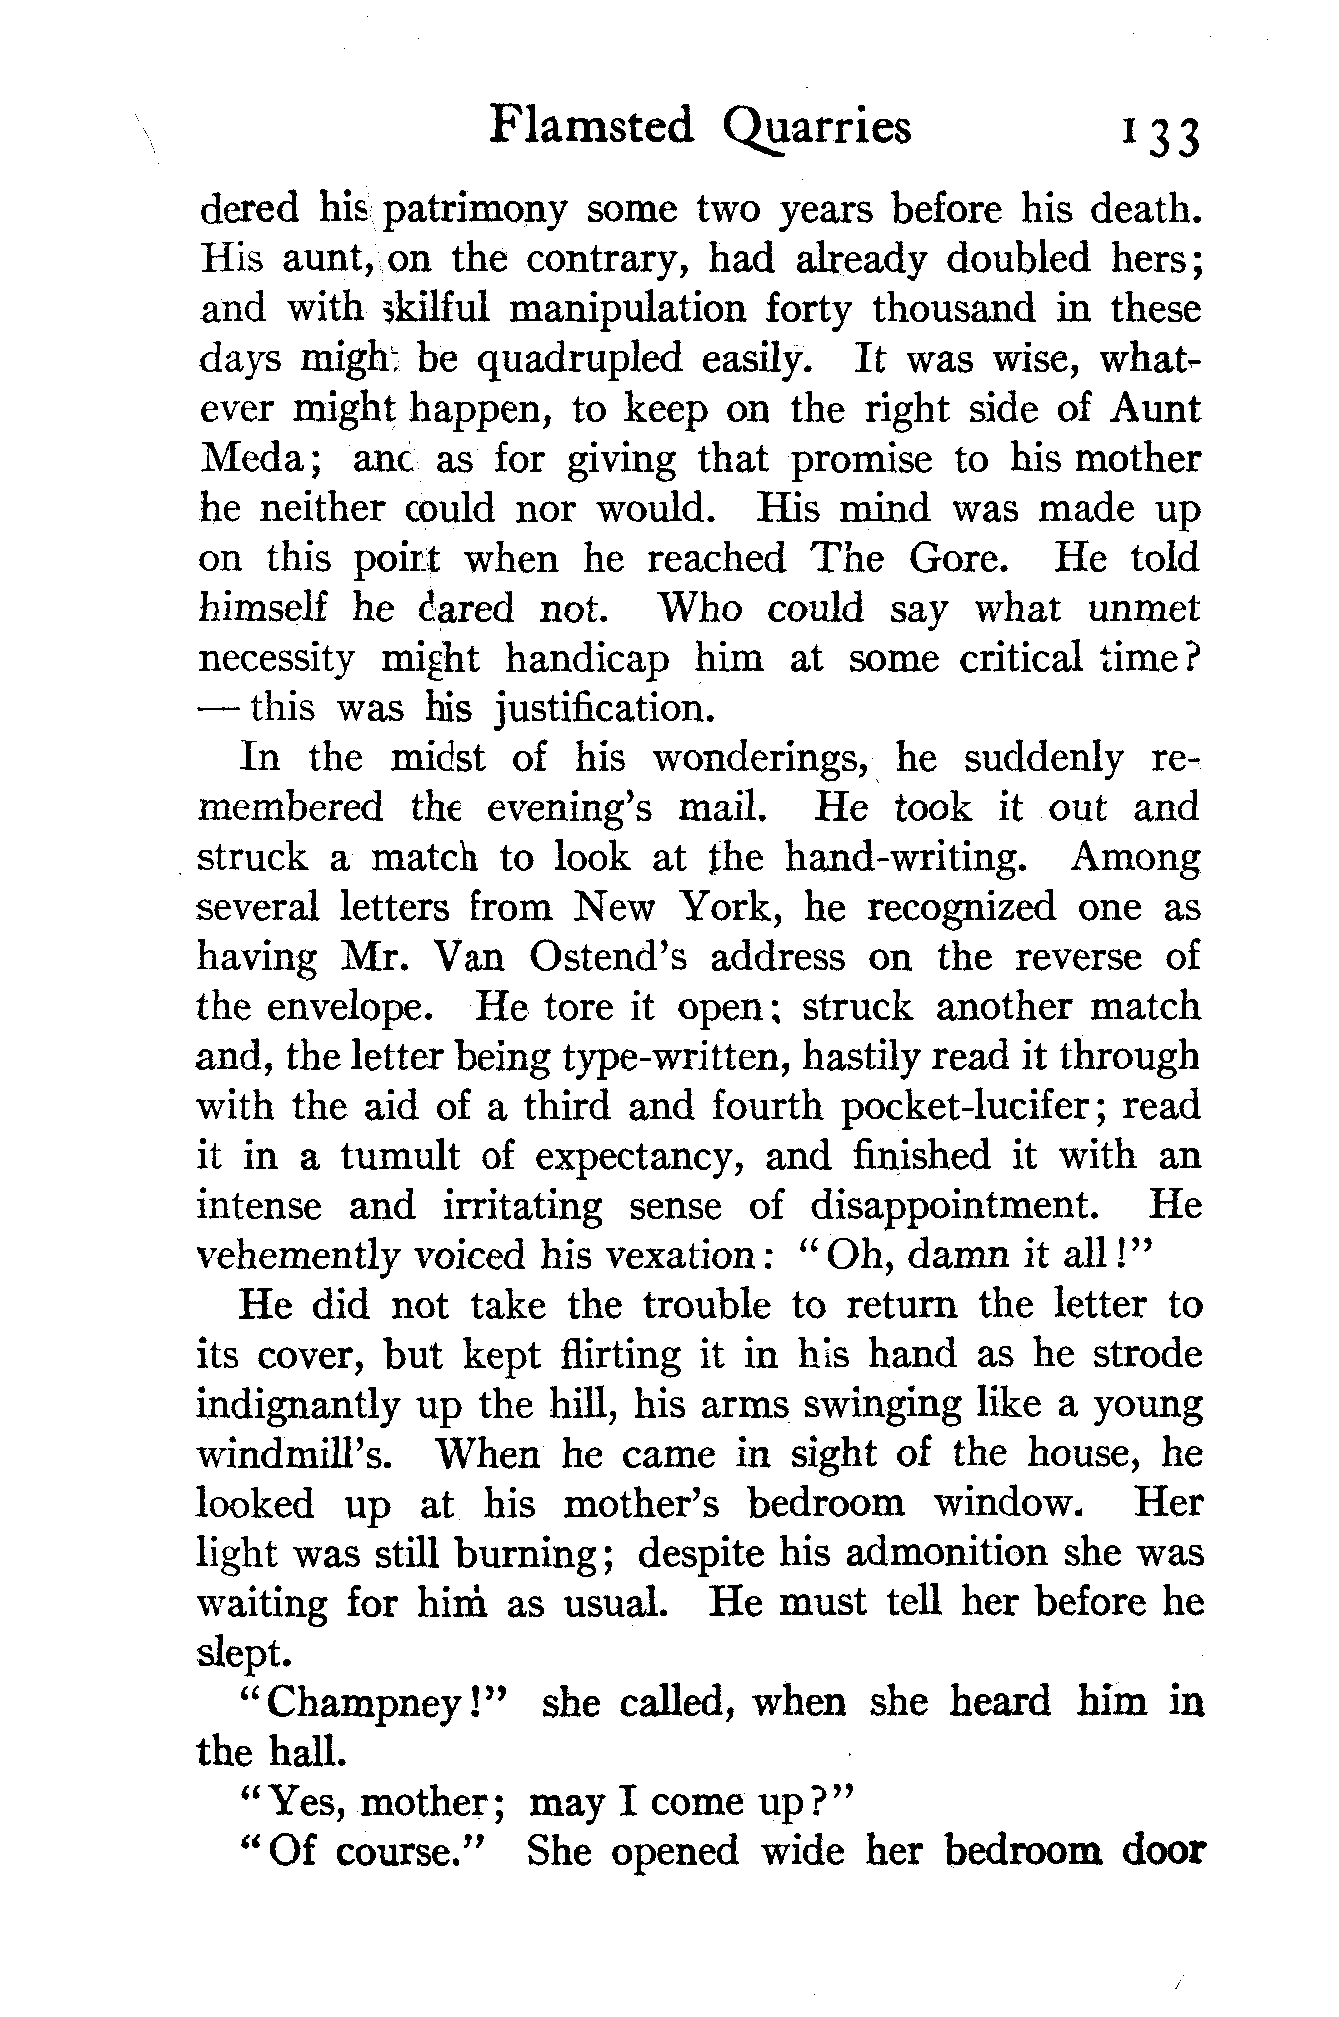 Flamsted Quarries 133
dered his patrimony some two years before his death.
His aunt, on the contrary, had already doubled hers;
and with skilful manipulation forty thousand in these
days might be quadrupled easily. It was wise, what-
ever might happen, to keep on the right side of Aunt
Meda; and as for giving that promise to his mother
he neither could nor would. His mind was made up
on this point when he reached The Gore. He told
himself he dared not. Who could say what unmet
necessity might handicap him at some critical time?
— this was his justification.
In the midst of his wonderings, he suddenly re-
membered the evening's mail. He took it out and
struck a match to look at the hand-writing. Among
several letters from New York, he recognized one as
having Mr. Van Ostend's address on the reverse of
the envelope. He tore it open; struck another match
and, the letter being type-written, hastily read it through
with the aid of a third and fourth pocket-lucifer; read
it in a tumult of expectancy, and finished it with an
intense and irritating sense of disappointment. He
vehemently voiced his vexation: "Oh, damn it all!"
He did not take the trouble to return the letter to
its cover, but kept flirting it in his hand as he strode
indignantly up the hill, his arms swinging like a young
windmill's. When he came in sight of the house, he
looked up at his mother's bedroom window. Her
light was still burning; despite his admonition she was
waiting for him as usual. He must tell her before he
slept.
"Champney!" she called, when she heard him in
the hall.
"Yes, mother; may I come up?"
"Of course." She opened wide her bedroom door